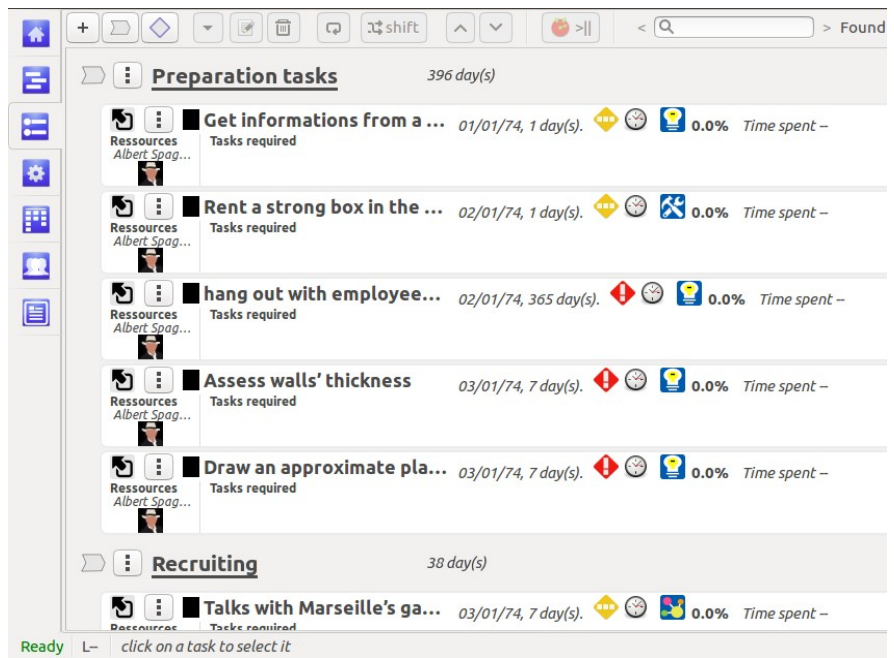 + shift >|| < > Found
Preparation tasks 396 day(s)
Get informations from a ... 01/01/74, 1 day(s). 0.0% Time spent --
Ressources Tasks required
Albert Spag...
Rent a strong box in the ... 02/01/74, 1 day(s). 0.0% Time spent --
Ressources Tasks required
Albert Spag...
hang out with employee... 02/01/74, 365 day(s). 0.0% Time spent --
Ressources Tasks required
Albert Spag...
Assess walls' thickness 03/01/74, 7 day(s). 0.0% Time spent --
Ressources Tasks required
Albert Spag...
Draw an approximate pla... 03/01/74, 7 day(s). 0.0% Time spent --
Ressources Tasks required
Albert Spag...
Recruiting 38 day(s)
Talks with Marseille's ga... 03/01/74, 7 day(s). 0.0% Time spent --
Ressources Tasks required
Ready L-- click on a task to select it